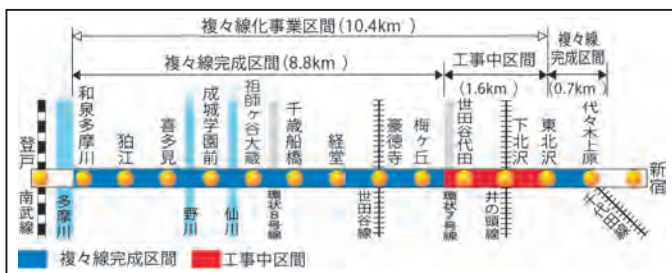 複々線化事業区間(10.4km )
複々線完成区間(8.8km )
工事中区間
(1.6km)
複々線
完成区間
(0.7km)
登戸
和泉多摩川
狛江
喜多見
成城学園前
祖師ヶ谷大蔵
千歳船橋
経堂
豪徳寺
梅ヶ丘
世田谷代田
下北沢
東北沢
代々木上原
新宿
南武線
多摩川
野川
仙川
環状8号線
世田谷線
環状7号線
井の頭線
千代田線
複々線完成区間
工事中区間